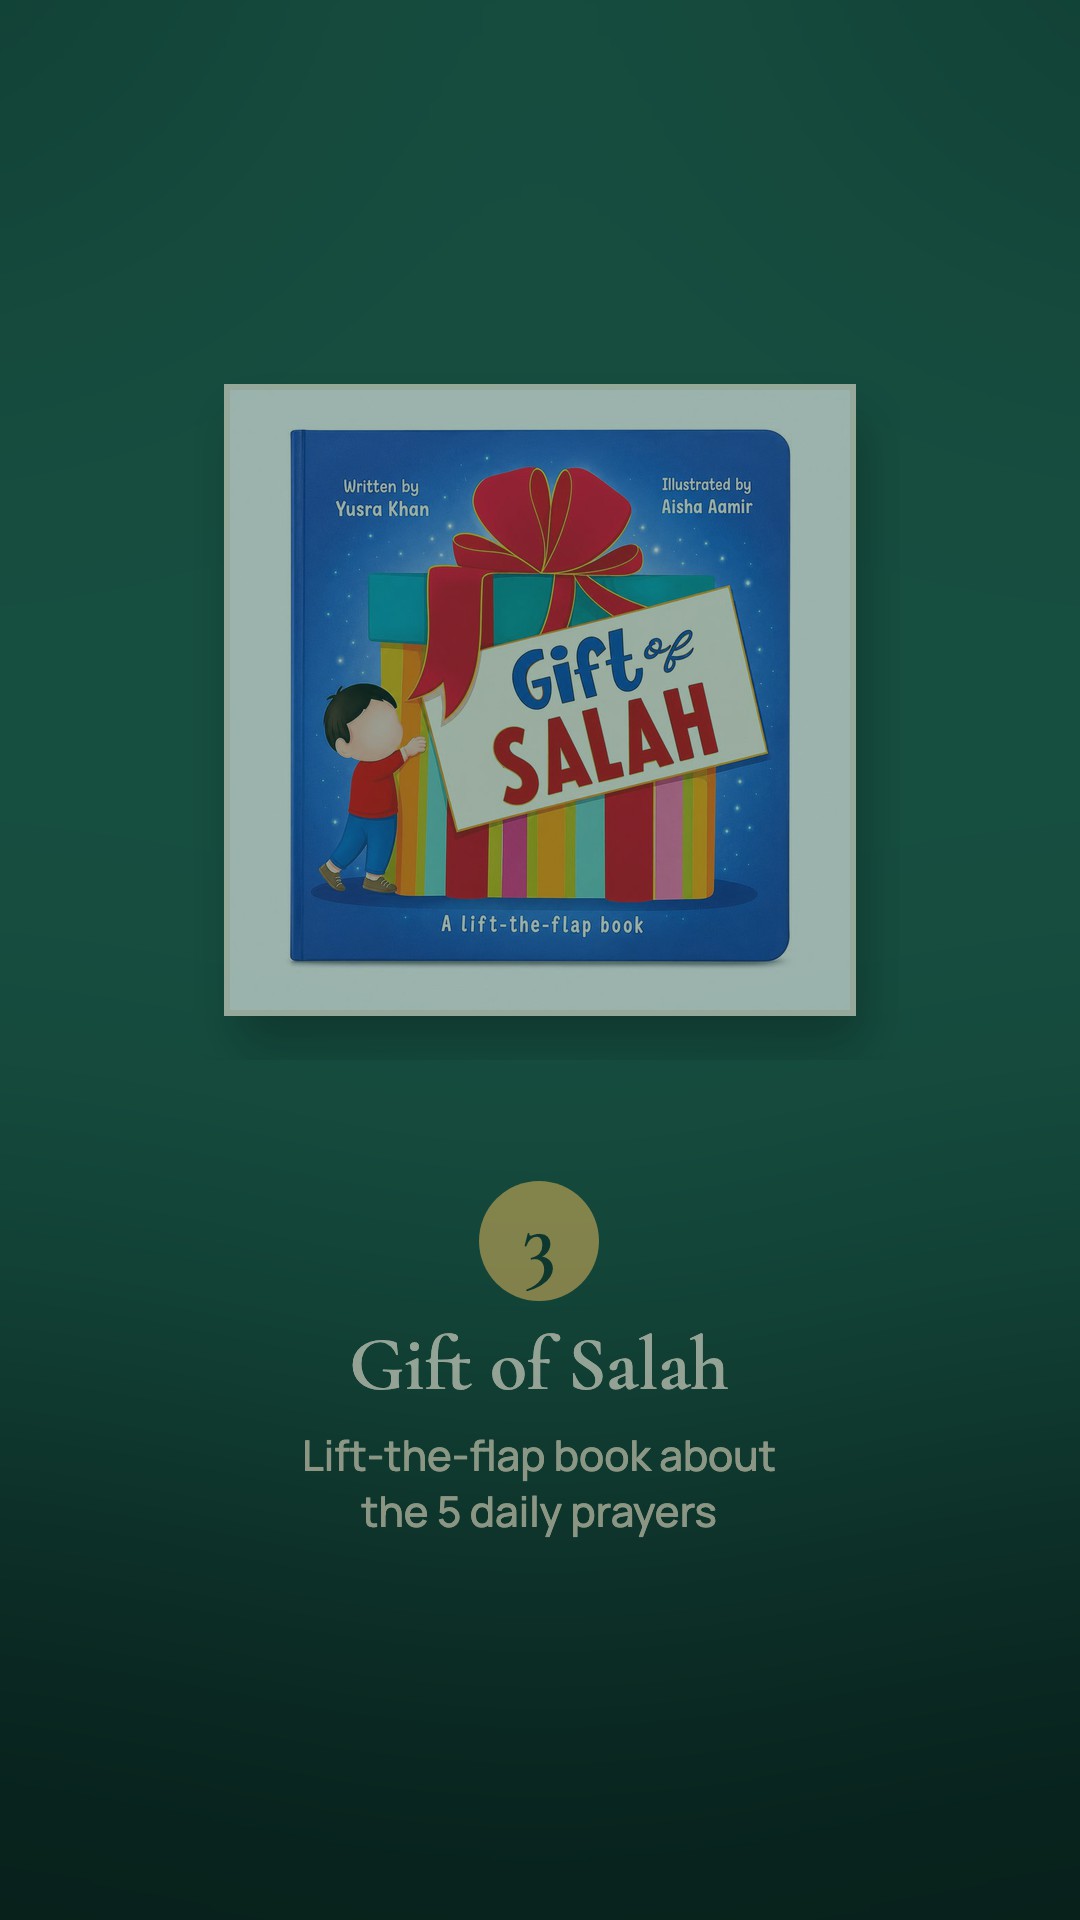 Written by
Yusra Khan
Illustrated by
Aisha Aamir
Gift of
SALAH
A lift-the-flap book
3
Gift of Salah
Lift-the-flap book about
the 5 daily prayers